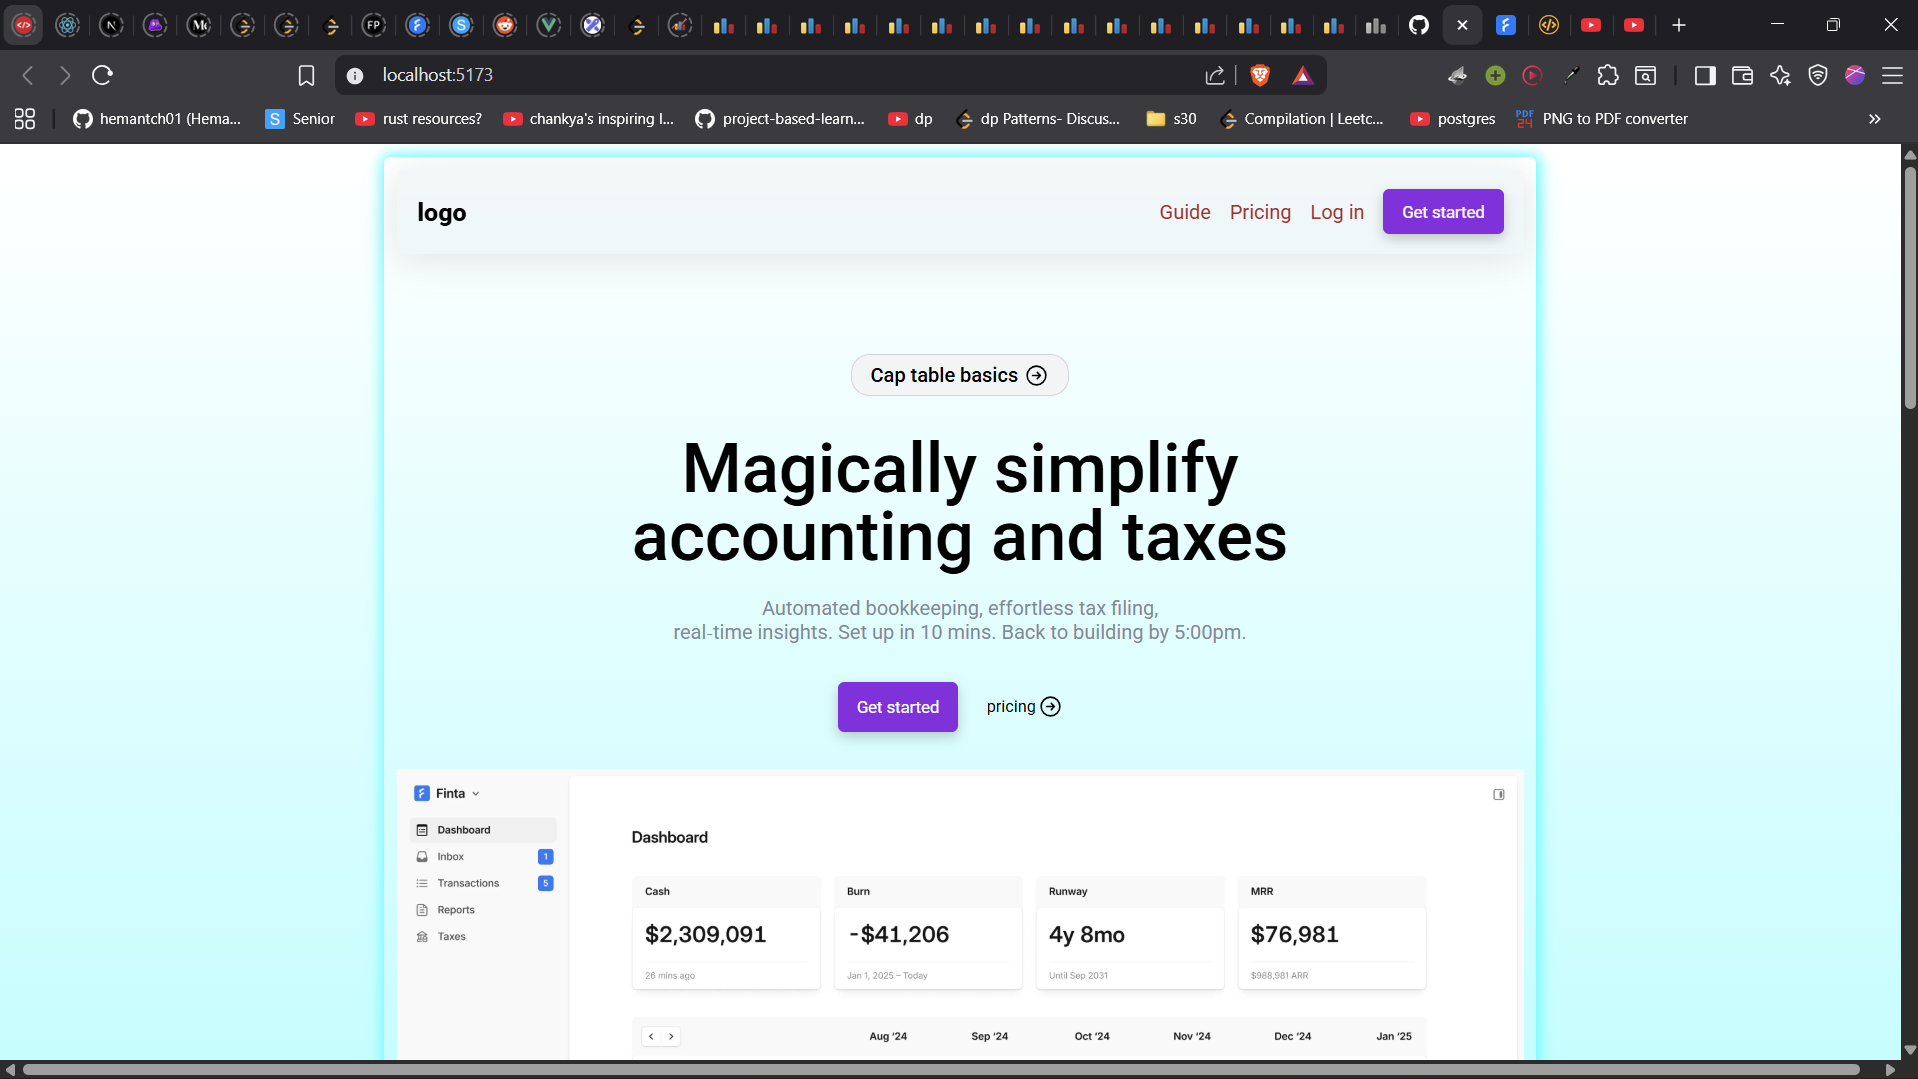 localhost:5173
hemantch01 (Hema...
Senior
rust resources?
chankya's inspiring l...
project-based-learn...
dp
dp Patterns- Discus...
s30
Compilation | Leetc...
postgres
PNG to PDF converter
logo
Guide
Pricing
Log in
Get started
Cap table basics
Magically simplify
accounting and taxes
Automated bookkeeping, effortless tax filing,
real-time insights. Set up in 10 mins. Back to building by 5:00pm.
Get started
pricing
Finta
Dashboard
Inbox 1
Transactions 5
Reports
Taxes
Dashboard
Cash
$2,309,091
26 mins ago
Burn
-$41,206
Jan 1, 2025 – Today
Runway
4y 8mo
Until Sep 2031
MRR
$76,981
$988,981 ARR
Aug '24 Sep '24 Oct '24 Nov '24 Dec '24 Jan '25